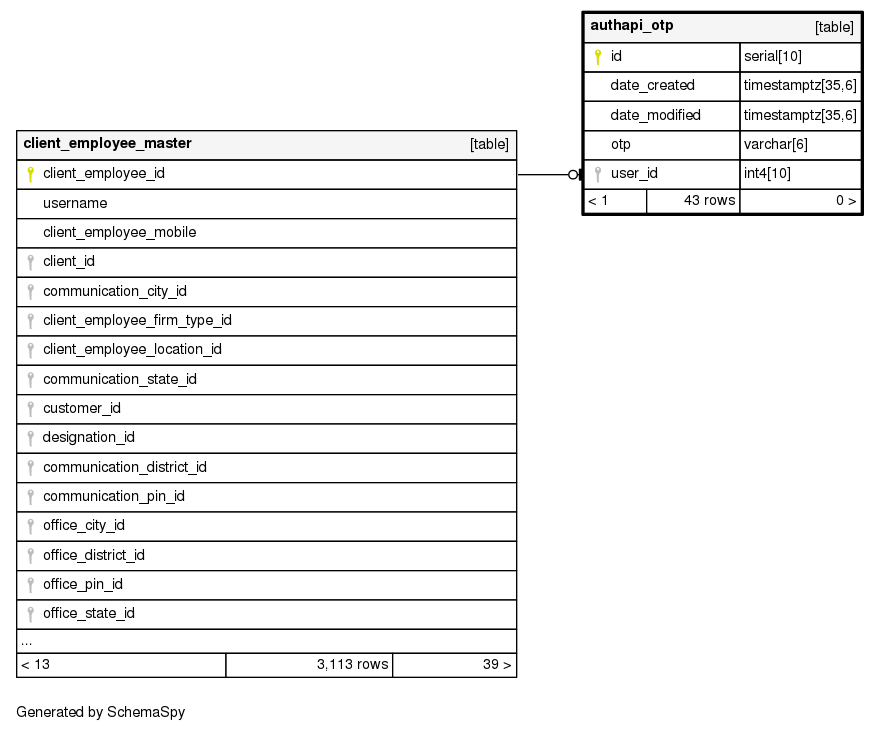 authapi_otp [table]
id serial[10]
date_created timestamptz[35,6]
date_modified timestamptz[35,6]
otp varchar[6]
user_id int4[10]
< 1 43 rows 0 >
client_employee_master [table]
client_employee_id
username
client_employee_mobile
client_id
communication_city_id
client_employee_firm_type_id
client_employee_location_id
communication_state_id
customer_id
designation_id
communication_district_id
communication_pin_id
office_city_id
office_district_id
office_pin_id
office_state_id
...
< 13 3,113 rows 39 >
Generated by SchemaSpy